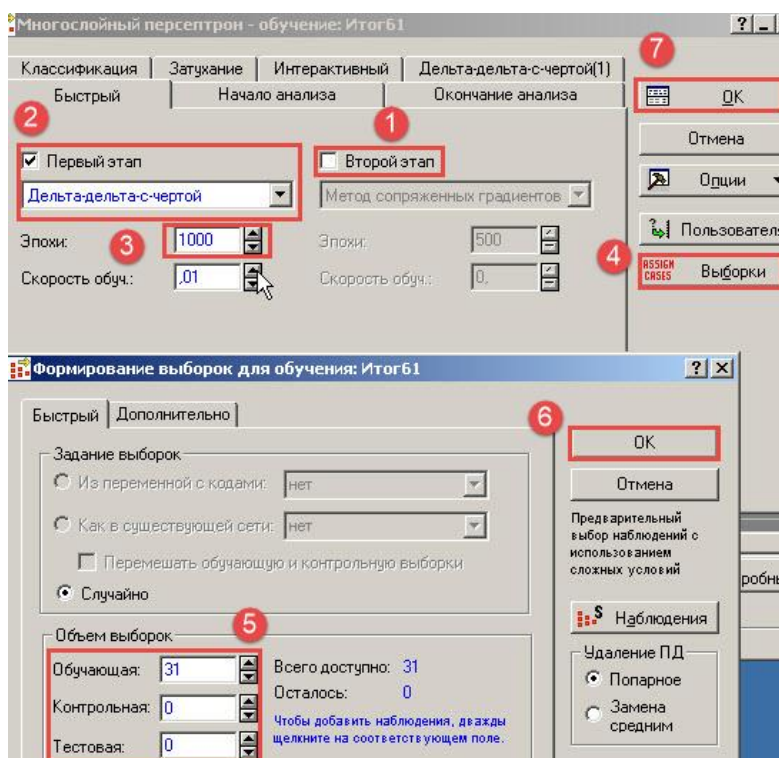 Многослойный персептрон - обучение: Итог61
7
Классификация Затухание Интерактивный Дельта-дельта-с-чертой(1)
Быстрый Начало анализа Окончание анализа
OK
2
1
Отмена
Первый этап
Второй этап
Дельта-дельта-с-чертой
Метод сопряженных градиентов
Опции
Эпохи:
3
1000
Эпохи:
500
4
Скорость обуч.:
,01
Скорость обуч.:
0,
ASSIGN CASES Выборки
Формирование выборок для обучения: Итог61
Быстрый Дополнительно
6
Задание выборок
OK
Из переменной с кодами: нет
Отмена
Как в существующей сети: нет
Перемешать обучающую и контрольную выборки
Случайно
Предварительный
выбор наблюдений с
использованием
сложных условий
5
S Наблюдения
Объем выборок
Обучающая: 31
Всего доступно: 31
Контрольная: 0
Осталось: 0
Чтобы добавить наблюдения, дважды
щелкните на соответствующем поле.
Тестовая: 0
Удаление ПД
Попарное
Замена
средним